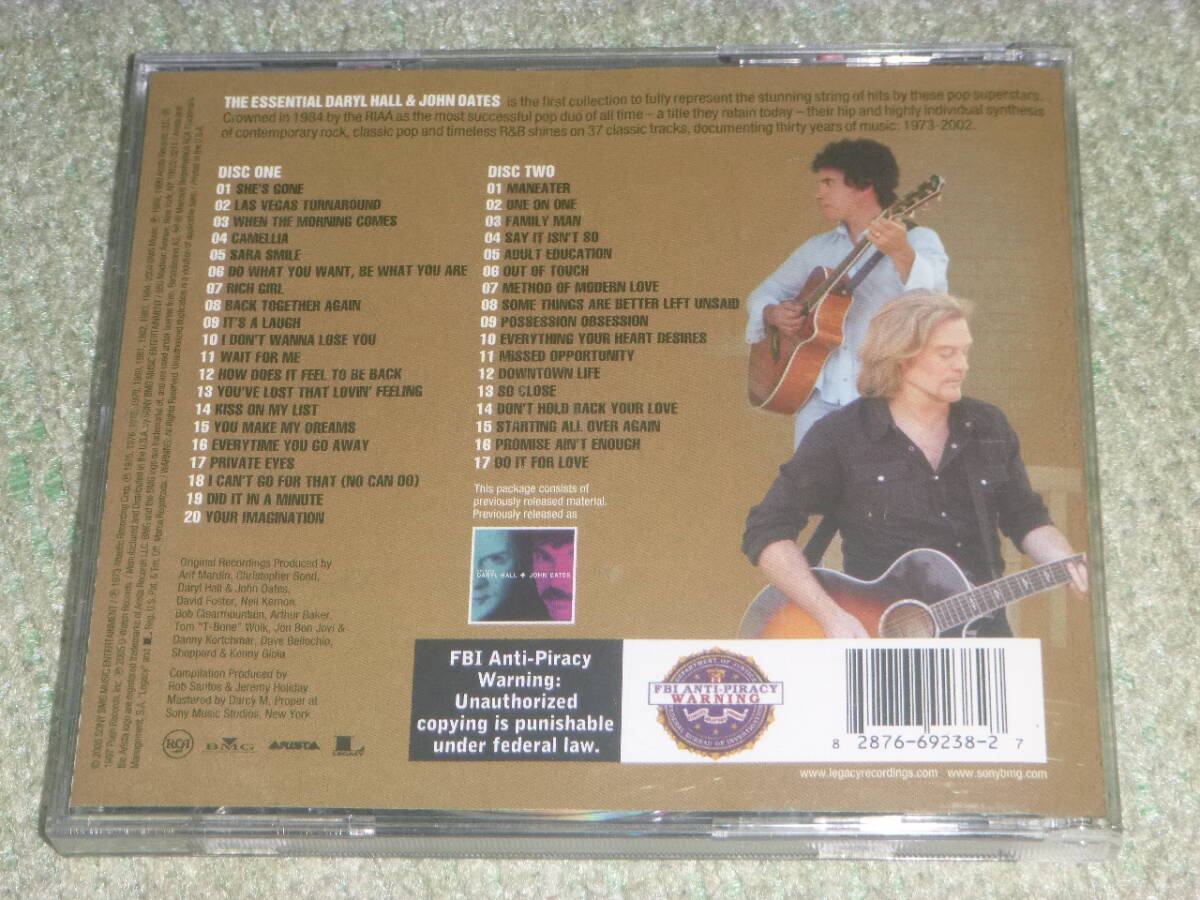 THE ESSENTIAL DARYL HALL & JOHN OATES is the first collection to fully represent the stunning string of hits by these pop superstars.
Crowned in 1984 by the RIAA as the most successful pop duo of all time – a title they retain today – their hip and highly individual synthesis
of contemporary rock, classic pop and timeless R&B shines on 37 classic tracks, documenting thirty years of music: 1973-2002.
DISC ONE
01 SHE'S GONE
02 LAS VEGAS TURNAROUND
03 WHEN THE MORNING COMES
04 CAMELLIA
05 SARA SMILE
06 DO WHAT YOU WANT, BE WHAT YOU ARE
07 RICH GIRL
08 BACK TOGETHER AGAIN
09 IT'S A LAUGH
10 I DON'T WANNA LOSE YOU
11 WAIT FOR ME
12 HOW DOES IT FEEL TO BE BACK
13 YOU'VE LOST THAT LOVIN' FEELING
14 KISS ON MY LIST
15 YOU MAKE MY DREAMS
16 EVERYTIME YOU GO AWAY
17 PRIVATE EYES
18 I CAN'T GO FOR THAT (NO CAN DO)
19 DID IT IN A MINUTE
20 YOUR IMAGINATION
DISC TWO
01 MANEATER
02 ONE ON ONE
03 FAMILY MAN
04 SAY IT ISN'T SO
05 ADULT EDUCATION
06 OUT OF TOUCH
07 METHOD OF MODERN LOVE
08 SOME THINGS ARE BETTER LEFT UNSAID
09 POSSESSION OBSESSION
10 EVERYTHING YOUR HEART DESIRES
11 MISSED OPPORTUNITY
12 DOWNTOWN LIFE
13 SO CLOSE
14 DON'T HOLD BACK YOUR LOVE
15 STARTING ALL OVER AGAIN
16 PROMISE AIN'T ENOUGH
17 DO IT FOR LOVE
This package consists of
previously released material.
Previously released as
DARYL HALL + JOHN OATES
Original Recordings Produced by
Arif Mardin, Christopher Bond,
Daryl Hall & John Oates,
David Foster, Neil Kernon,
Bob Clearmountain, Arthur Baker,
Tom "T-Bone" Wolk, Jon Bon Jovi &
Danny Kortchmar, Dave Bellochio,
Sheppard & Kenny Gioia
Compilation Produced by
Rob Santos & Jeremy Holiday
Mastered by Darcy M. Proper at
Sony Music Studios, New York
RCA BMG ARISTA LEGACY
FBI Anti-Piracy
Warning:
Unauthorized
copying is punishable
under federal law.
DEPARTMENT OF JUSTICE
FBI ANTI-PIRACY
WARNING
FEDERAL BUREAU OF INVESTIGATION
8 28766-69238-2 7
www.legacyrecordings.com www.sonybmg.com